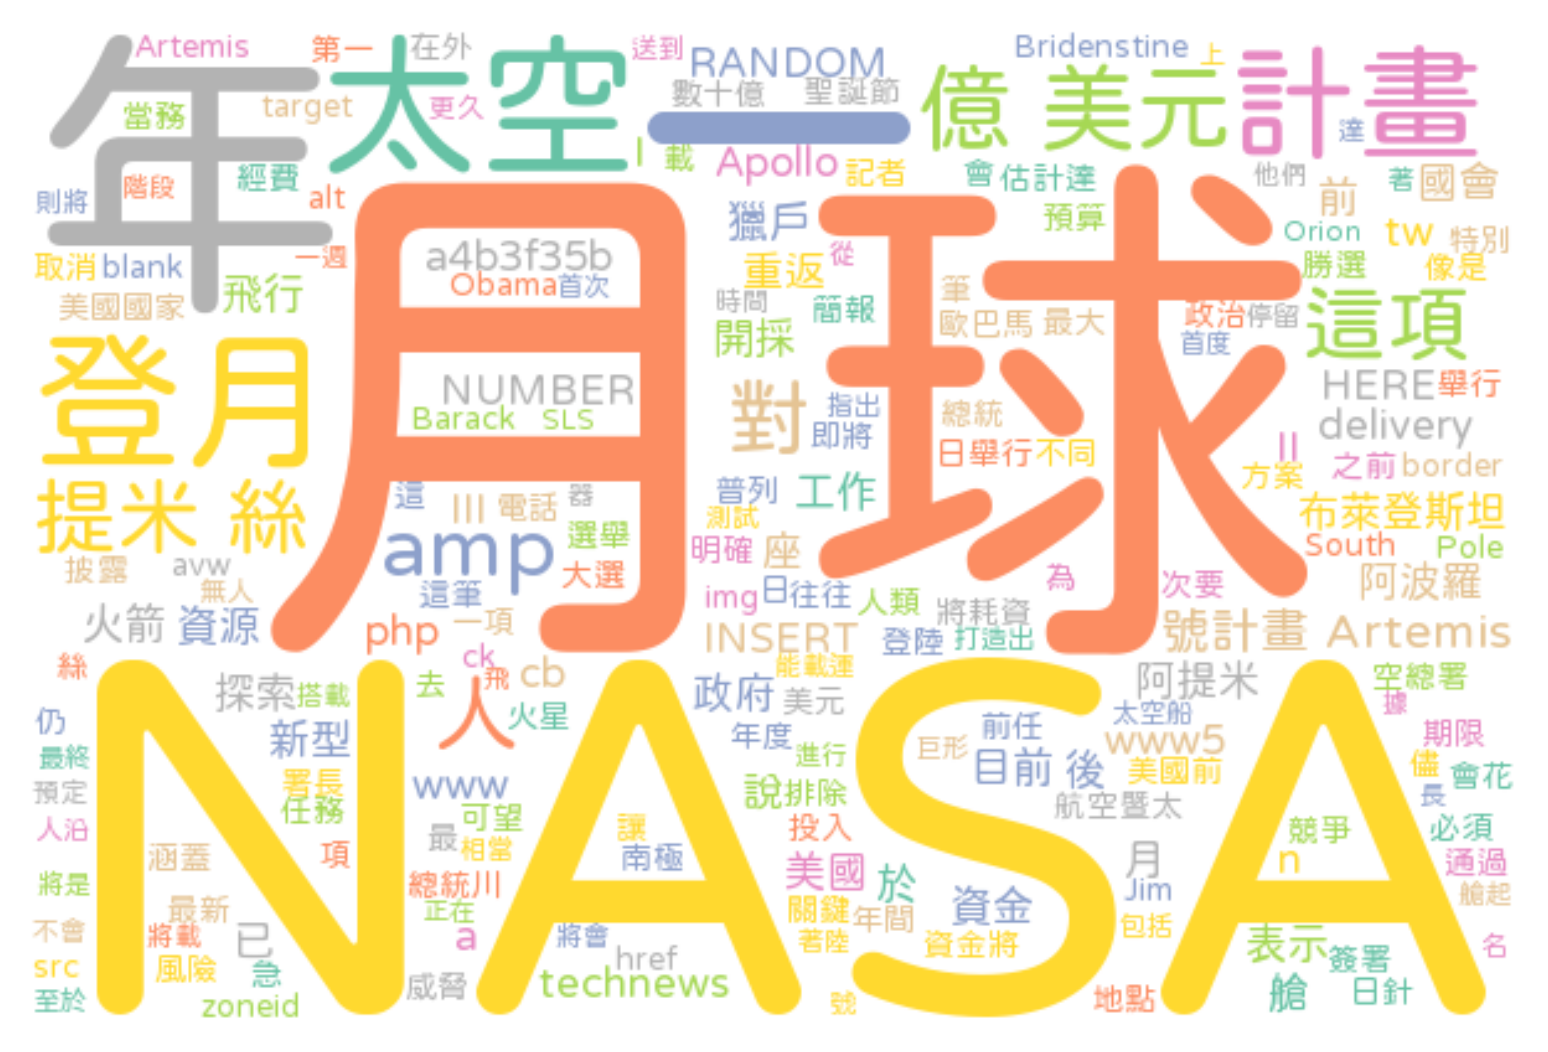 Artemis 第一 在外 送到 RANDOM Bridenstine 上
年 太空 一 億 美元 計畫
當務 target 更久 數十億 聖誕節 達
經費 l 載 Apollo 記者 會 估計達 他們 著 國會
則將 階段 alt 獵戶 預算 前 Orion tw 特別
月球
取消 blank 一週 a4b3f35b 重返 從 勝選 像是
美國國家 飛行 Obama 首次 時間 簡報 筆 政治 停留 這項
開採 歐巴馬 最大 首度
登月 NUMBER 對 指出 HERE 舉行
Barack SLS 即將 總統 delivery
日舉行 不同 II 之前 border
提米 絲 這 III 電話 器 普列 工作 方案 布萊登斯坦
amp 選舉 測試 South Pole
披露 avw 大選 明確 座 阿波羅
無人 這筆 img 日往往 人類 為 次要
火箭 資源 php 一項 INSERT 將耗資 登陸 打造出 號計畫 Artemis
絲 ck 飛 cb 能載運 空總署
NASA
探索 搭載 去 人 火星 政府 美元 阿提米 據
仍 新型 年度 前任 太空船 期限
最終 進行 巨形 目前 後 www5 美國前 儘 會花
預定 署長 任務 www 說 排除 航空暨太 長
人沿 最 可望 讓 投入 競爭 必須
涵蓋 項 相當 南極 美國 月 n 通過
將是 總統川 於 Jim 艙起
最新 正在 關鍵 年間 資金 包括
不會 將載 已 a 將會 著陸 資金將 表示 名
src 風險 急 href 簽署
至於 zoneid 威脅 technews 號 地點 艙 日針